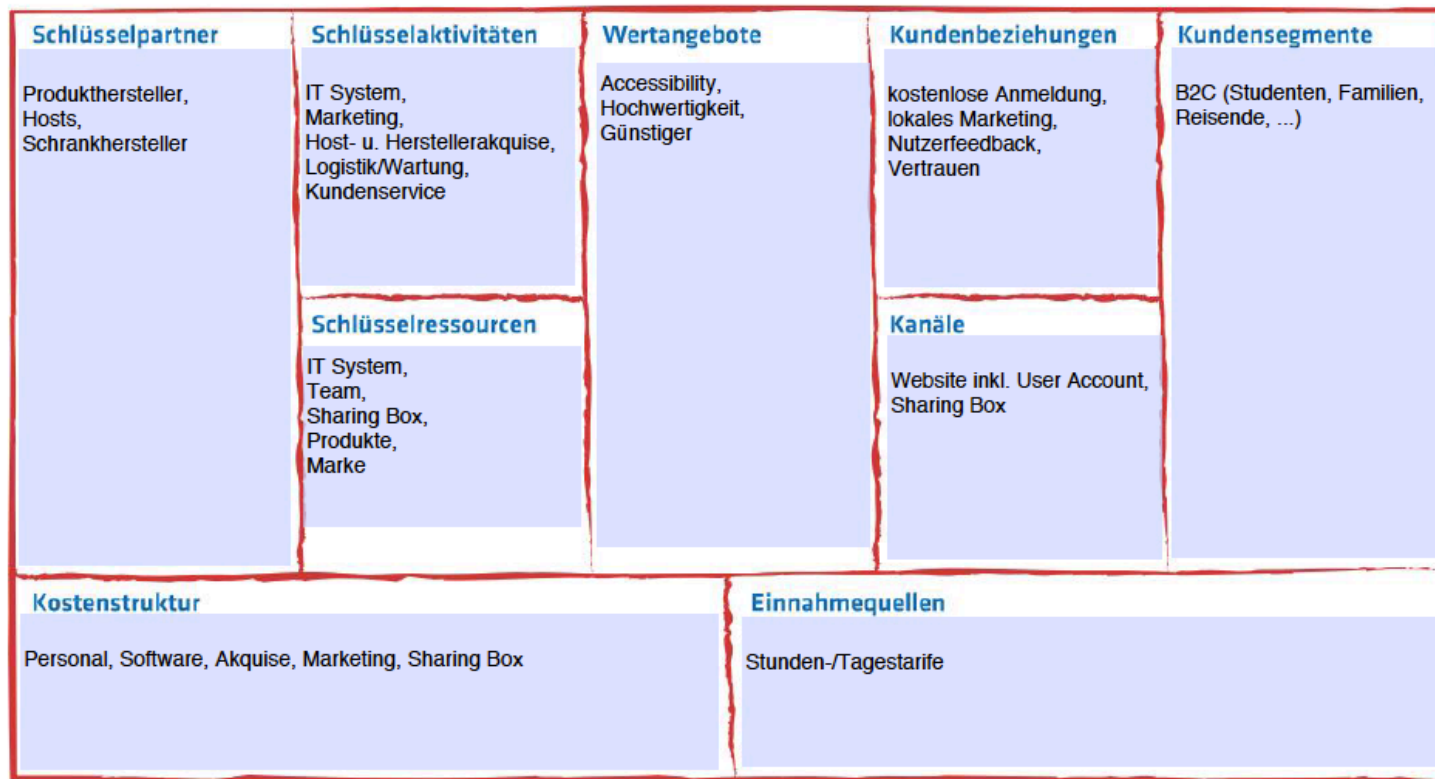 Schlüsselpartner
Produkthersteller,
Hosts,
Schrankhersteller
Schlüsselaktivitäten
IT System,
Marketing,
Host- u. Herstellerakquise,
Logistik/Wartung,
Kundenservice
Schlüsselressourcen
IT System,
Team,
Sharing Box,
Produkte,
Marke
Wertangebote
Accessibility,
Hochwertigkeit,
Günstiger
Kundenbeziehungen
kostenlose Anmeldung,
lokales Marketing,
Nutzerfeedback,
Vertrauen
Kanäle
Website inkl. User Account,
Sharing Box
Kundensegmente
B2C (Studenten, Familien,
Reisende, ...)
Kostenstruktur
Personal, Software, Akquise, Marketing, Sharing Box
Einnahmequellen
Stunden-/Tagestarife